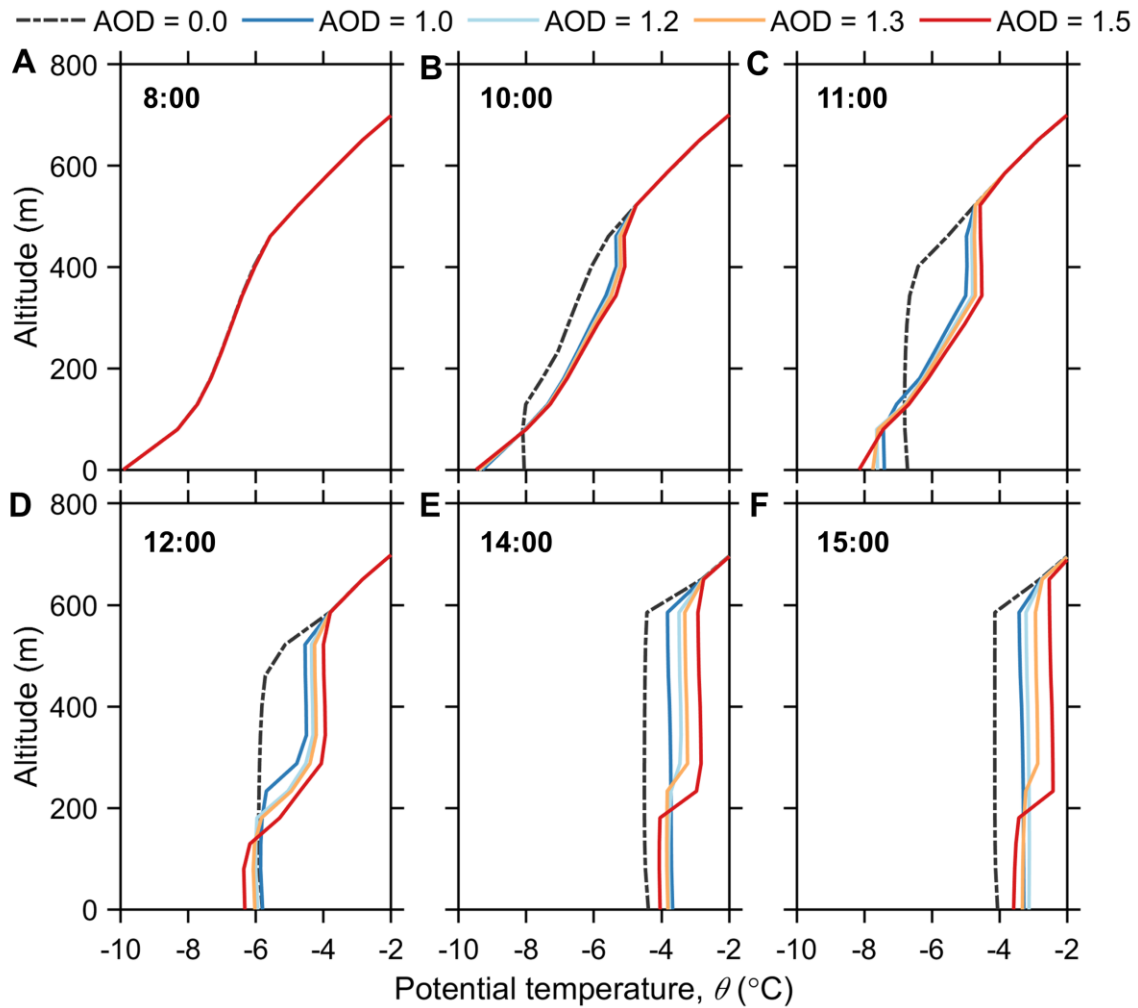 AOD = 0.0 AOD = 1.0 AOD = 1.2 AOD = 1.3 AOD = 1.5
A B C
800
8:00 10:00 11:00
600
Altitude (m)
400
200
0
D E F
800
12:00 14:00 15:00
600
Altitude (m)
400
200
0
-10 -8 -6 -4 -2 -10 -8 -6 -4 -2 -10 -8 -6 -4 -2
Potential temperature, θ (°C)